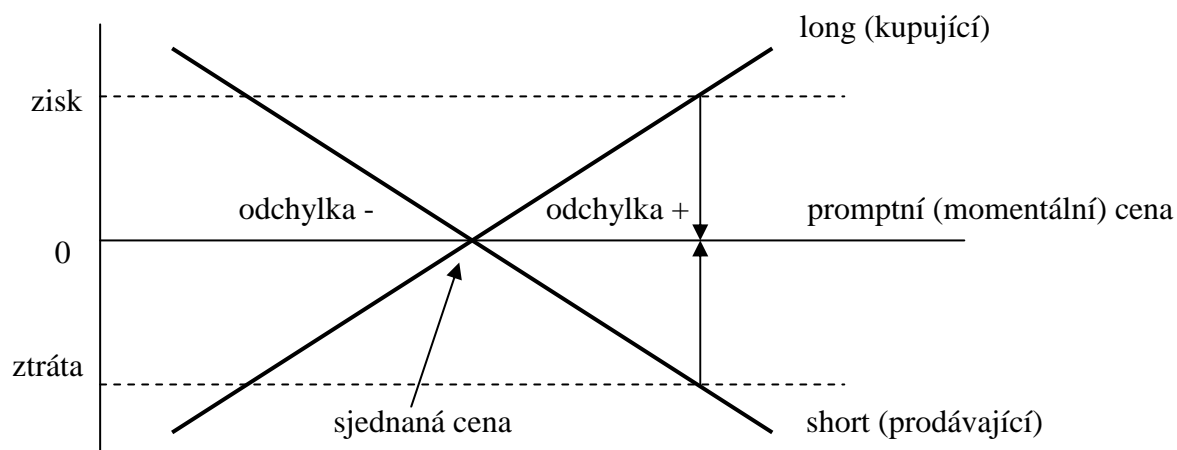 long (kupující)
zisk
odchylka -
odchylka +
promptní (momentální) cena
0
ztráta
sjednaná cena
short (prodávající)